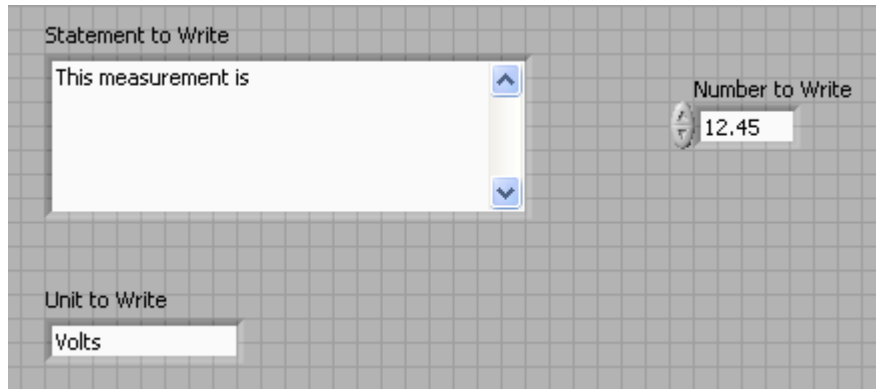 Statement to Write
This measurement is
Number to Write
12.45
Unit to Write
Volts